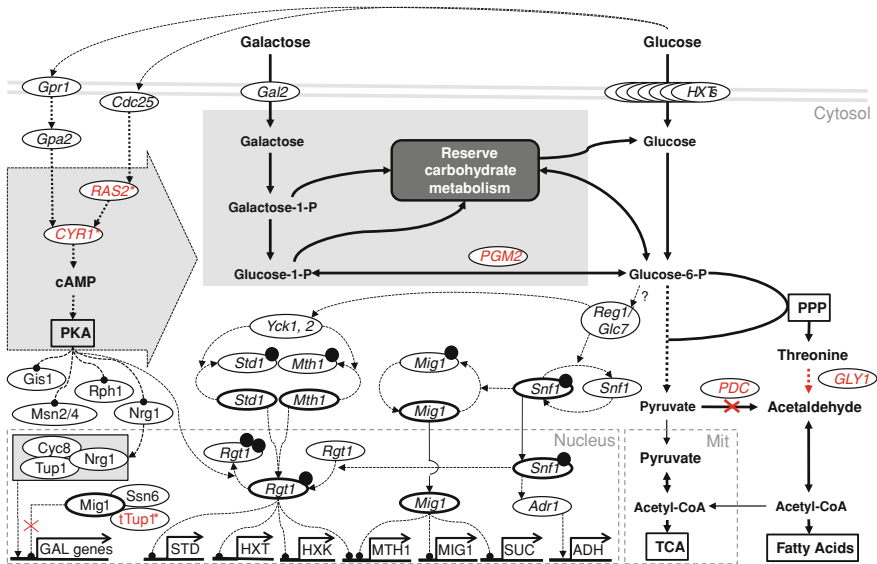 Galactose
Glucose
Gpr1
Cdc25
Gal2
HXTs
Cytosol
Gpa2
Galactose
Reserve carbohydrate metabolism
Glucose
RAS2*
Galactose-1-P
CYR1*
PGM2
cAMP
Glucose-1-P
Glucose-6-P
?
PKA
Yck1, 2
Reg1/
Glc7
PPP
Std1
Mth1
Mig1
Snf1
Snf1
Threonine
Gis1
Rph1
GLY1
Msn2/4
Nrg1
Std1
Mth1
Mig1
PDC
Pyruvate
Acetaldehyde
Nucleus
Mit
Cyc8
Tup1
Nrg1
Rgt1
Rgt1
Snf1
Pyruvate
Ssn6
Mig1
tTup1*
Rgt1
Mig1
Adr1
Acetyl-CoA
Acetyl-CoA
GAL genes
STD
HXT
HXK
MTH1
MIG1
SUC
ADH
TCA
Fatty Acids